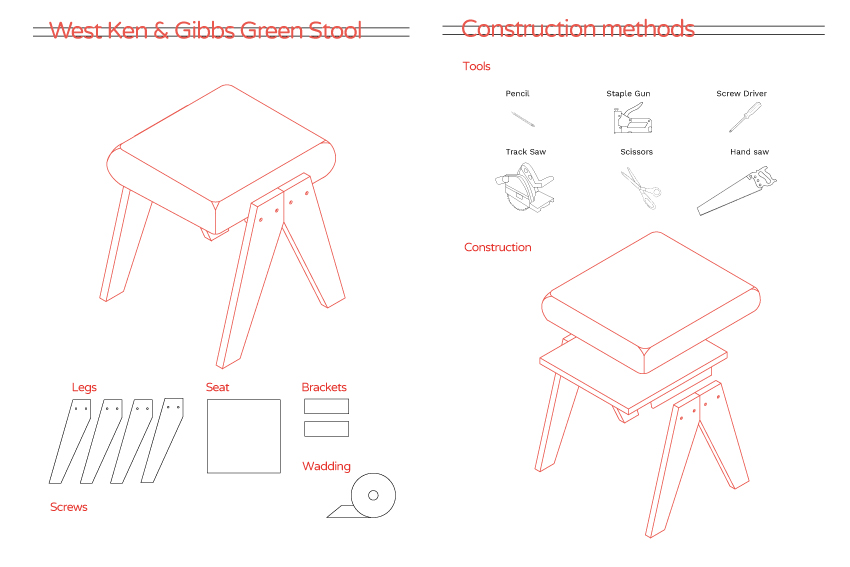 West Ken & Gibbs Green Stool
Legs
Seat
Brackets
Wadding
Screws
Construction methods
Tools
Pencil
Staple Gun
Screw Driver
Track Saw
Scissors
Hand saw
Construction